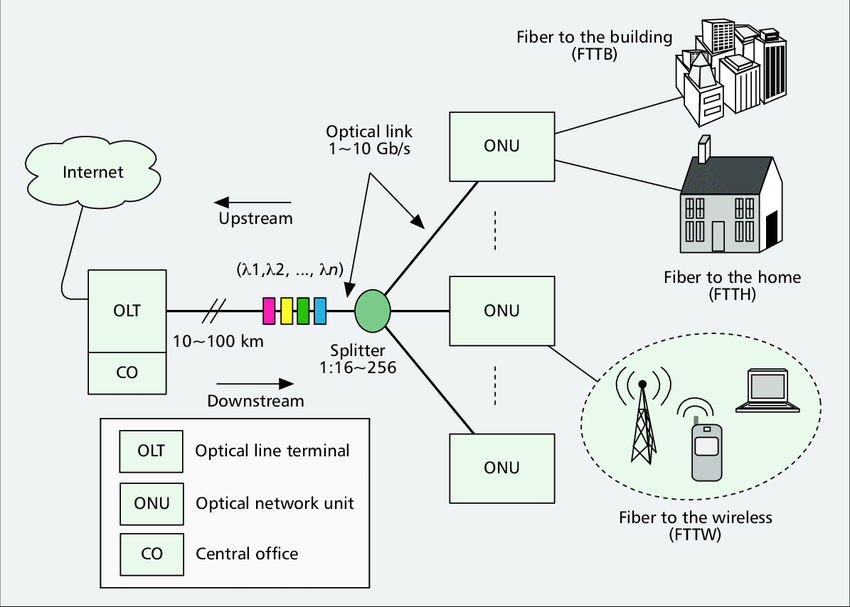 Fiber to the building
(FTTB)
Optical link
1~10 Gb/s
ONU
Internet
Upstream
Fiber to the home
(FTTH)
(λ1,λ2, ..., λn)
OLT
ONU
10~100 km
Splitter
1:16~256
CO
Downstream
OLT Optical line terminal
ONU
ONU Optical network unit
Fiber to the wireless
(FTTW)
CO Central office